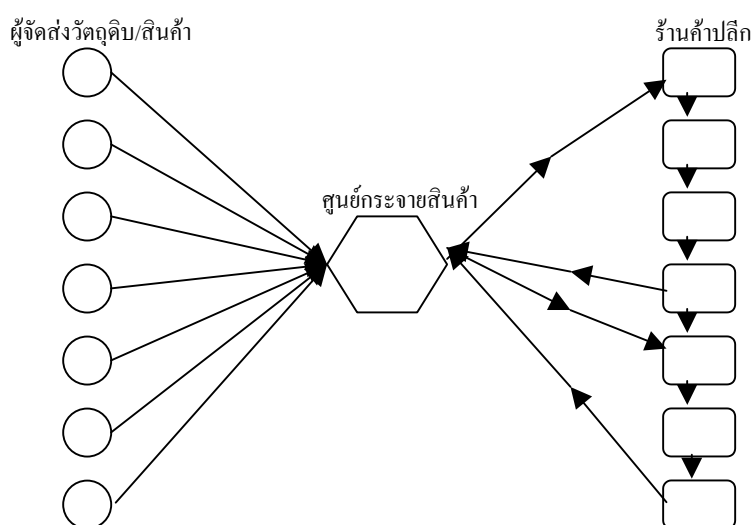 ผู้จัดส่งวัตถุดิบ/สินค้า
ร้านค้าปลีก
ศูนย์กระจายสินค้า